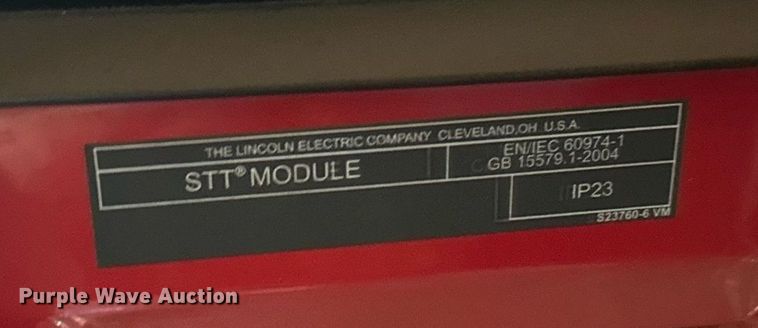 THE LINCOLN ELECTRIC COMPANY CLEVELAND,OH U.S.A.
STT® MODULE
EN/IEC 60974-1
GB 15579.1-2004
IP23
S23760-6 VM
Purple Wave Auction